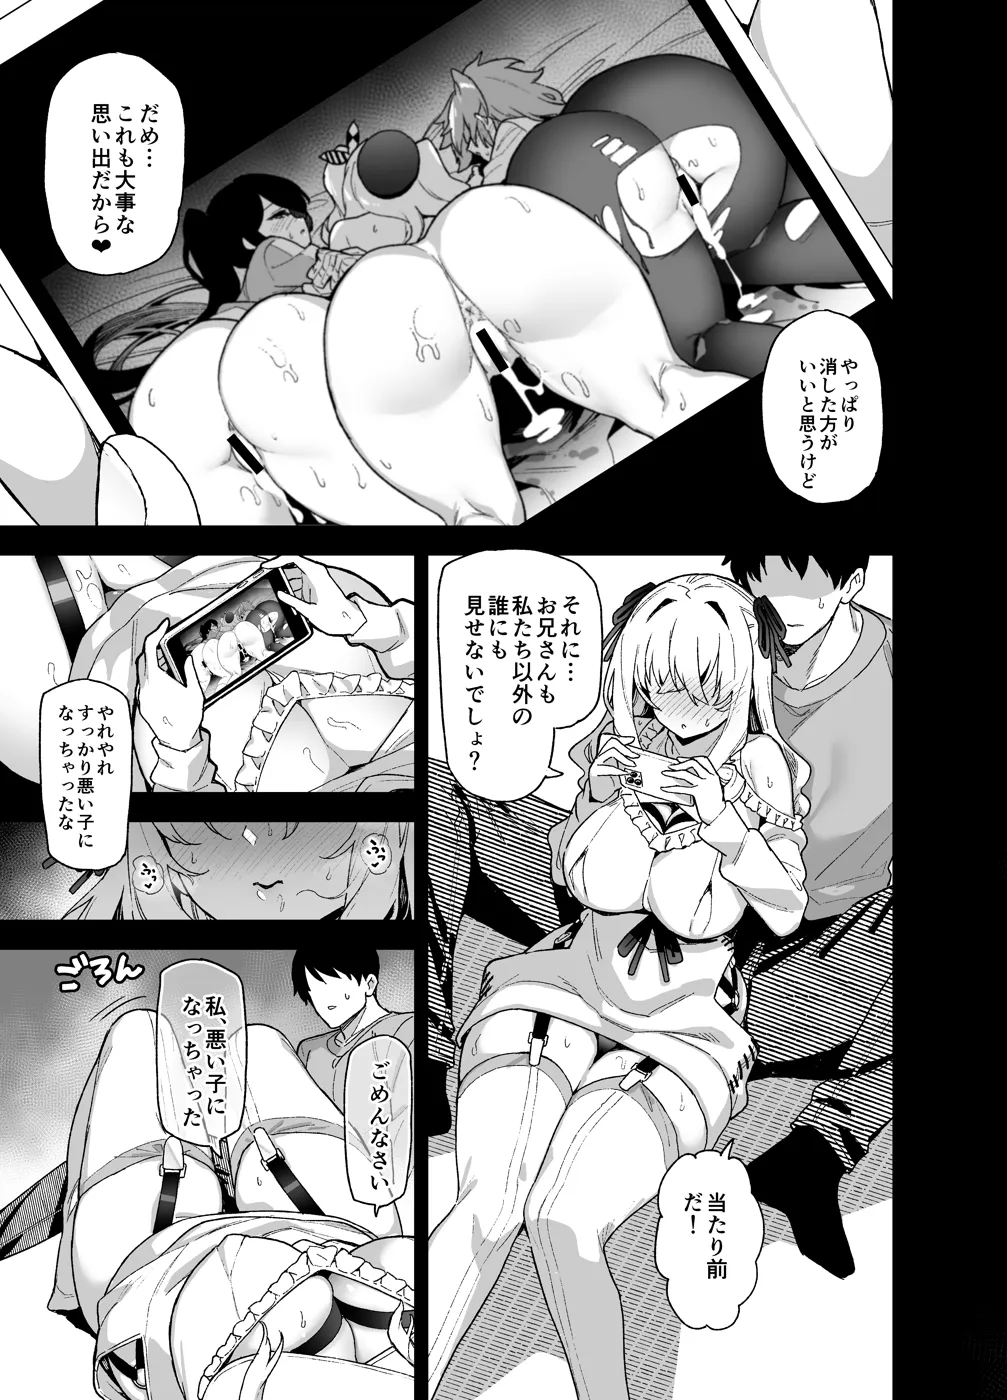 やっぱり
消した方が
いいと思うけど
だめ…
これも大事な
思い出だから
♥
それに…
お兄さんも
私たち以外の
誰にも
見せないでしょ？
当たり前
だ！
やれやれ
すっかり悪い子に
なっちゃったな
ごろん
ごめんなさい
私、悪い子に
なっちゃった